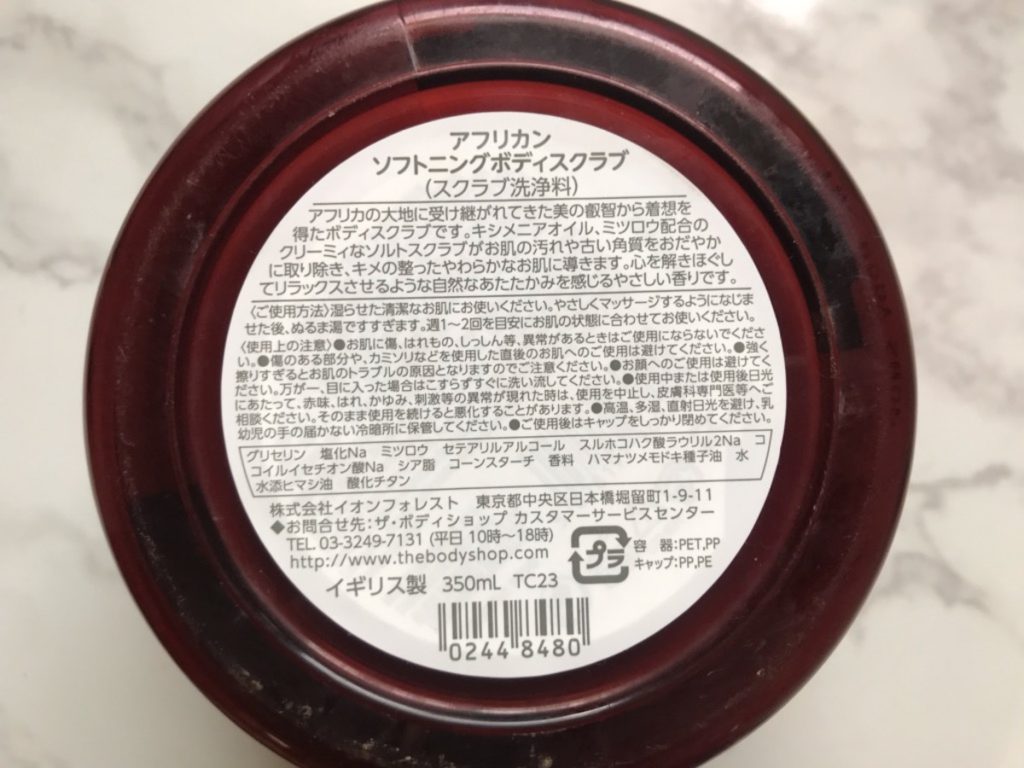 アフリカン
ソフトニングボディスクラブ
(スクラブ洗浄料)
アフリカの大地に受け継がれてきた美の叡智から着想を
得たボディスクラブです。キシメニアオイル、ミツロウ配合の
クリーミィなソルトスクラブがお肌の汚れや古い角質をおだやか
に取り除き、キメの整ったやわらかなお肌に導きます。心を解きほぐし
てリラックスさせるような自然なあたたかみを感じるやさしい香りです。
〈ご使用方法〉湿らせた清潔なお肌にお使いください。やさしくマッサージするようになじま
せた後、ぬるま湯ですすぎます。週1～2回を目安にお肌の状態に合わせてお使いください。
〈使用上の注意〉●お肌に傷、はれもの、しっしん等、異常があるときはご使用にならないでくださ
い。●傷のある部分や、カミソリなどを使用した直後のお肌へのご使用は避けてください。●強く
擦りすぎるとお肌のトラブルの原因となりますのでご注意ください。●お顔へのご使用は避けてく
ださい。万が一、目に入った場合はこすらずすぐに洗い流してください。●使用中または使用後日光
にあたって、赤味、はれ、かゆみ、刺激等の異常が現れた時は、使用を中止し、皮膚科専門医等へご
相談ください。そのまま使用を続けると悪化することがあります。●高温、多湿、直射日光を避け、乳
幼児の手の届かない冷暗所に保管してください。●ご使用後はキャップをしっかり閉めてください。
グリセリン 塩化Na ミツロウ セテアリルアルコール スルホコハク酸ラウリル2Na コ
コイルイセチオン酸Na シア脂 コーンスターチ 香料 ハマナツメモドキ種子油 水
水添ヒマシ油 酸化チタン
株式会社イオンフォレスト 東京都中央区日本橋堀留町1-9-11
◆お問合せ先:ザ・ボディショップ カスタマーサービスセンター
TEL. 03-3249-7131 (平日 10時～18時)
http://www.thebodyshop.com
プラ
容 器:PET,PP
キャップ:PP,PE
イギリス製 350mL TC23
0244 8480